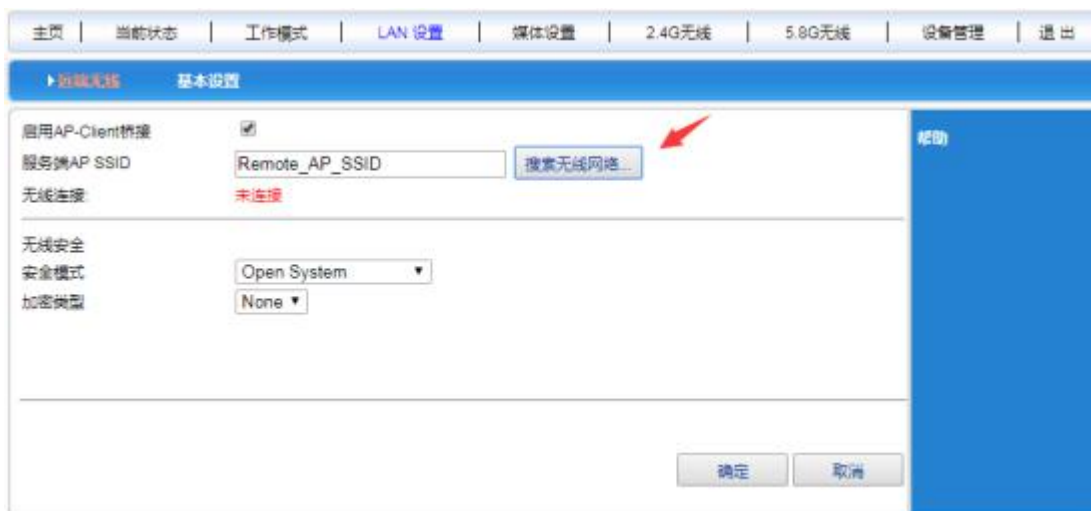 主页 | 当前状态 | 工作模式 | LAN 设置 | 媒体设置 | 2.4G无线 | 5.8G无线 | 设备管理 | 退出
远端无线 基本设置
启用AP-Client桥接
帮助
服务端AP SSID Remote_AP_SSID 搜索无线网络...
无线连接: 未连接
无线安全
安全模式 Open System
加密类型 None
确定 取消